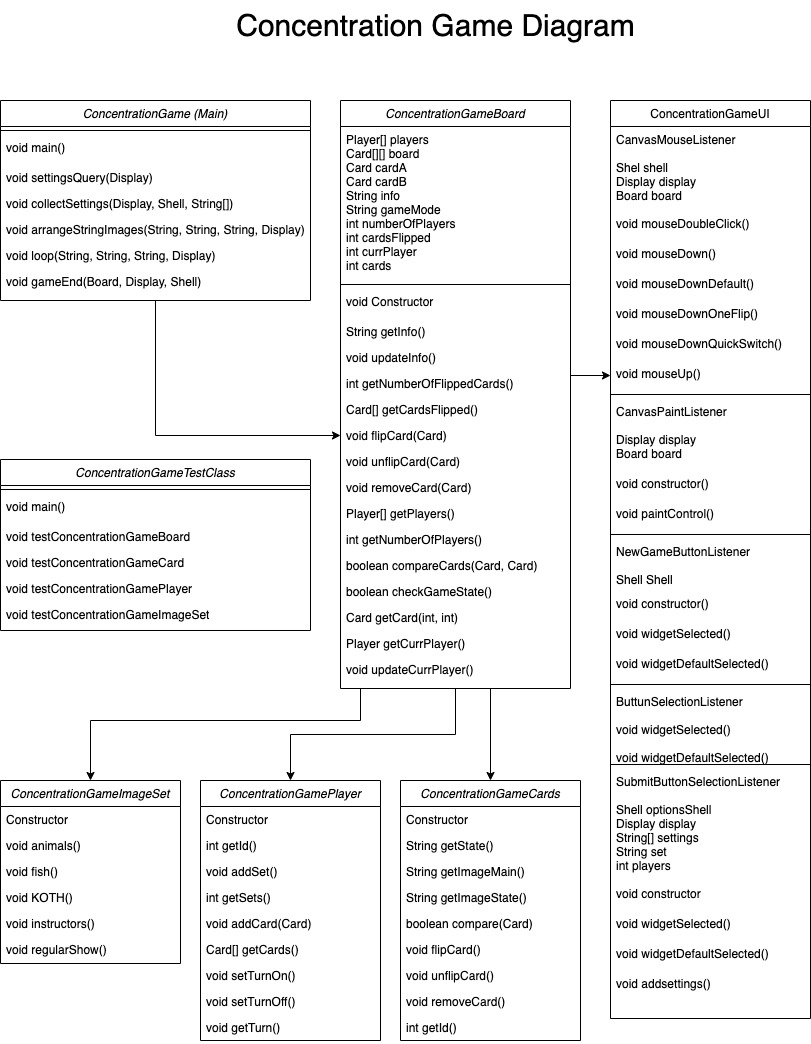 Concentration Game Diagram
ConcentrationGame (Main)
void main()
void settingsQuery(Display)
void collectSettings(Display, Shell, String[])
void arrangeStringImages(String, String, String, Display)
void loop(String, String, String, Display)
void gameEnd(Board, Display, Shell)
ConcentrationGameTestClass
void main()
void testConcentrationGameBoard
void testConcentrationGameCard
void testConcentrationGamePlayer
void testConcentrationGameImageSet
ConcentrationGameBoard
Player[] players
Card[][] board
Card cardA
Card cardB
String info
String gameMode
int numberOfPlayers
int cardsFlipped
int currPlayer
int cards
void Constructor
String getInfo()
void updateInfo()
int getNumberOfFlippedCards()
Card[] getCardsFlipped()
void flipCard(Card)
void unflipCard(Card)
void removeCard(Card)
Player[] getPlayers()
int getNumberOfPlayers()
boolean compareCards(Card, Card)
boolean checkGameState()
Card getCard(int, int)
Player getCurrPlayer()
void updateCurrPlayer()
ConcentrationGameUI
CanvasMouseListener
Shel shell
Display display
Board board
void mouseDoubleClick()
void mouseDown()
void mouseDownDefault()
void mouseDownOneFlip()
void mouseDownQuickSwitch()
void mouseUp()
CanvasPaintListener
Display display
Board board
void constructor()
void paintControl()
NewGameButtonListener
Shell Shell
void constructor()
void widgetSelected()
void widgetDefaultSelected()
ButtunSelectionListener
void widgetSelected()
void widgetDefaultSelected()
SubmitButtonSelectionListener
Shell optionsShell
Display display
String[] settings
String set
int players
void constructor
void widgetSelected()
void widgetDefaultSelected()
void addsettings()
ConcentrationGameImageSet
Constructor
void animals()
void fish()
void KOTH()
void instructors()
void regularShow()
ConcentrationGamePlayer
Constructor
int getId()
void addSet()
int getSets()
void addCard(Card)
Card[] getCards()
void setTurnOn()
void setTurnOff()
void getTurn()
ConcentrationGameCards
Constructor
String getState()
String getImageMain()
String getImageState()
boolean compare(Card)
void flipCard()
void unflipCard()
void removeCard()
int getId()